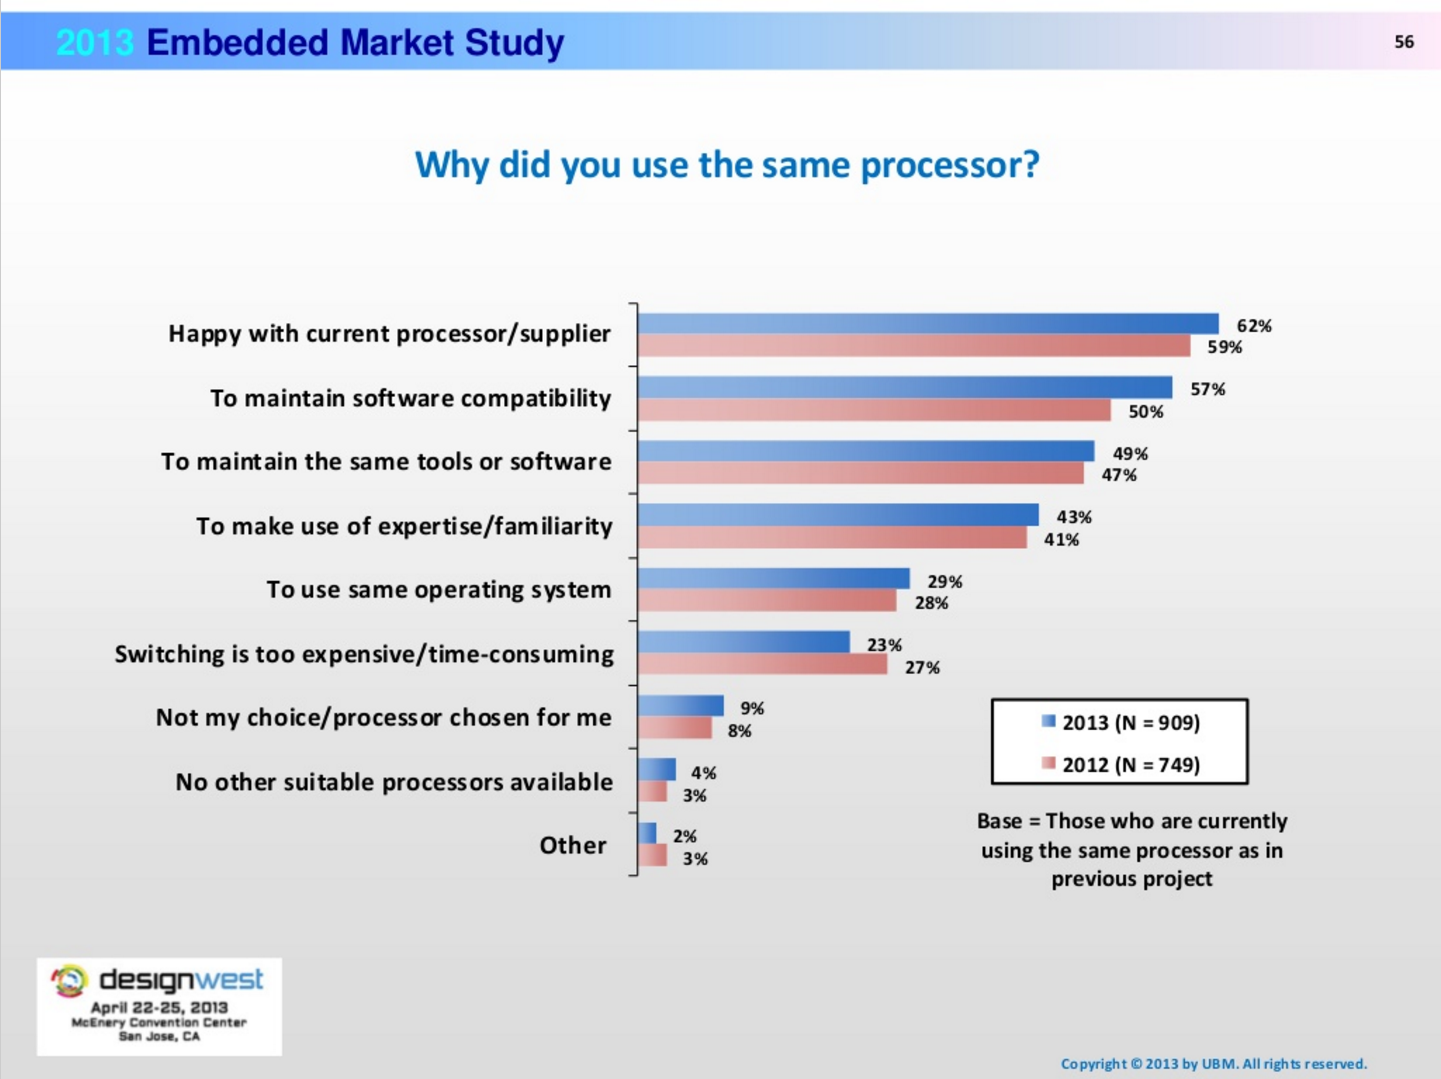 2013 Embedded Market Study
56
Why did you use the same processor?
Happy with current processor/supplier
62%
59%
To maintain software compatibility
57%
50%
To maintain the same tools or software
49%
47%
To make use of expertise/familiarity
43%
41%
To use same operating system
29%
28%
Switching is too expensive/time-consuming
23%
27%
Not my choice/processor chosen for me
9%
8%
No other suitable processors available
4%
3%
Other
2%
3%
2013 (N = 909)
2012 (N = 749)
Base = Those who are currently
using the same processor as in
previous project
designwest
April 22-25, 2013
McEnery Convention Center
San Jose, CA
Copyright © 2013 by UBM. All rights reserved.